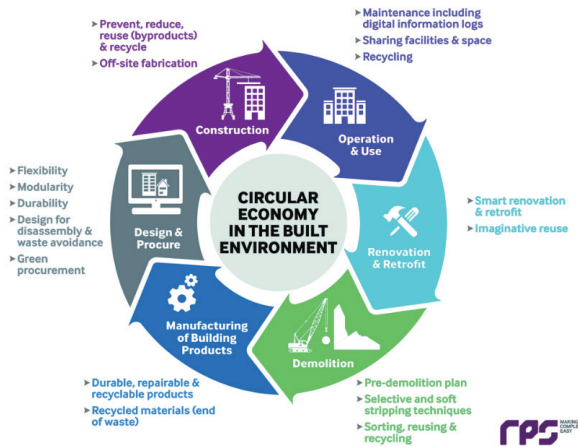 > Prevent, reduce,
reuse (byproducts)
& recycle
> Off-site fabrication
> Maintenance including
digital information logs
> Sharing facilities & space
> Recycling
Construction
Operation
& Use
> Flexibility
> Modularity
> Durability
> Design for
disassembly &
waste avoidance
> Green
procurement
Design &
Procure
CIRCULAR
ECONOMY
IN THE BUILT
ENVIRONMENT
Renovation
& Retrofit
> Smart renovation
& retrofit
> Imaginative reuse
Manufacturing
of Building
Products
Demolition
> Durable, repairable &
recyclable products
> Recycled materials (end
of waste)
> Pre-demolition plan
> Selective and soft
stripping techniques
> Sorting, reusing &
recycling
rps
MAKING
COMPLE
EASY